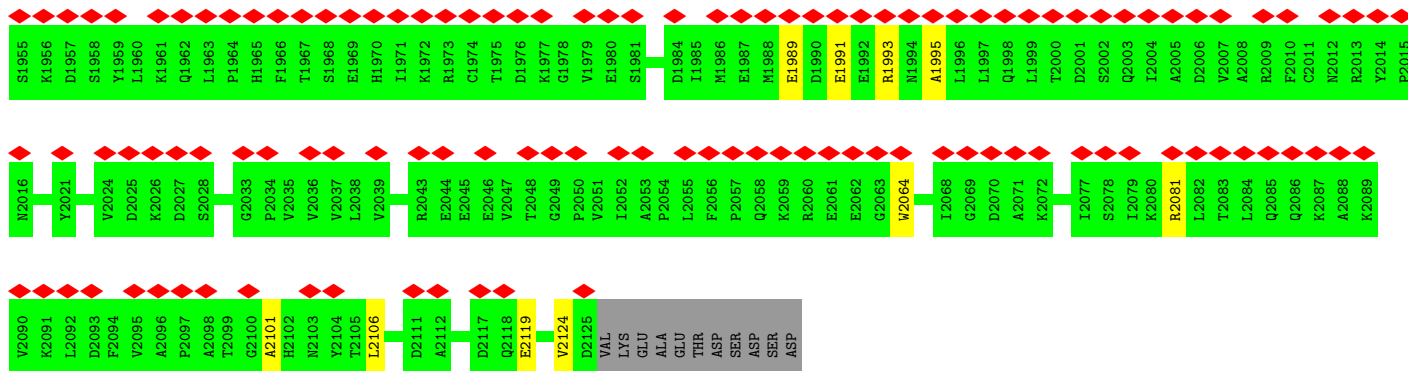 S1955 K1956 D1957 S1958 Y1959 L1960 K1961 Q1962 L1963 P1964 H1965 F1966 T1967 S1968 E1969 H1970 I1971 K1972 R1973 C1974 T1975 D1976 K1977 G1978 V1979 E1980 S1981 D1984 I1985 M1986 E1987 M1988 E1989 D1990 E1991 E1992 R1993 N1994 A1995 L1996 L1997 Q1998 L1999 T2000 D2001 S2002 Q2003 I2004 A2005 D2006 V2007 A2008 R2009 F2010 C2011 N2012 R2013 Y2014 P2015
N2016 Y2021 V2024 D2025 K2026 D2027 S2028 G2033 P2034 V2035 V2036 V2037 L2038 V2039 R2043 E2044 E2045 E2046 V2047 T2048 G2049 P2050 V2051 I2052 A2053 P2054 L2055 F2056 P2057 Q2058 K2059 R2060 E2061 E2062 G2063 W2064 I2068 G2069 D2070 A2071 K2072 I2077 S2078 I2079 K2080 R2081 L2082 T2083 L2084 Q2085 Q2086 K2087 A2088 K2089
V2090 K2091 L2092 D2093 F2094 V2095 A2096 P2097 A2098 T2099 G2100 A2101 H2102 N2103 Y2104 T2105 L2106 D2111 A2112 D2117 Q2118 E2119 V2124 D2125 VAL LYS GLU ALA GLU THR ASP SER ASP SER ASP